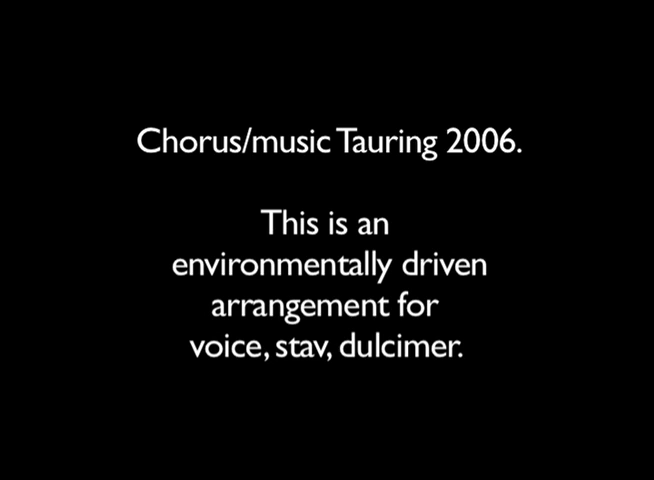 Chorus/music Tauring 2006.
This is an
environmentally driven
arrangement for
voice, stav, dulcimer.